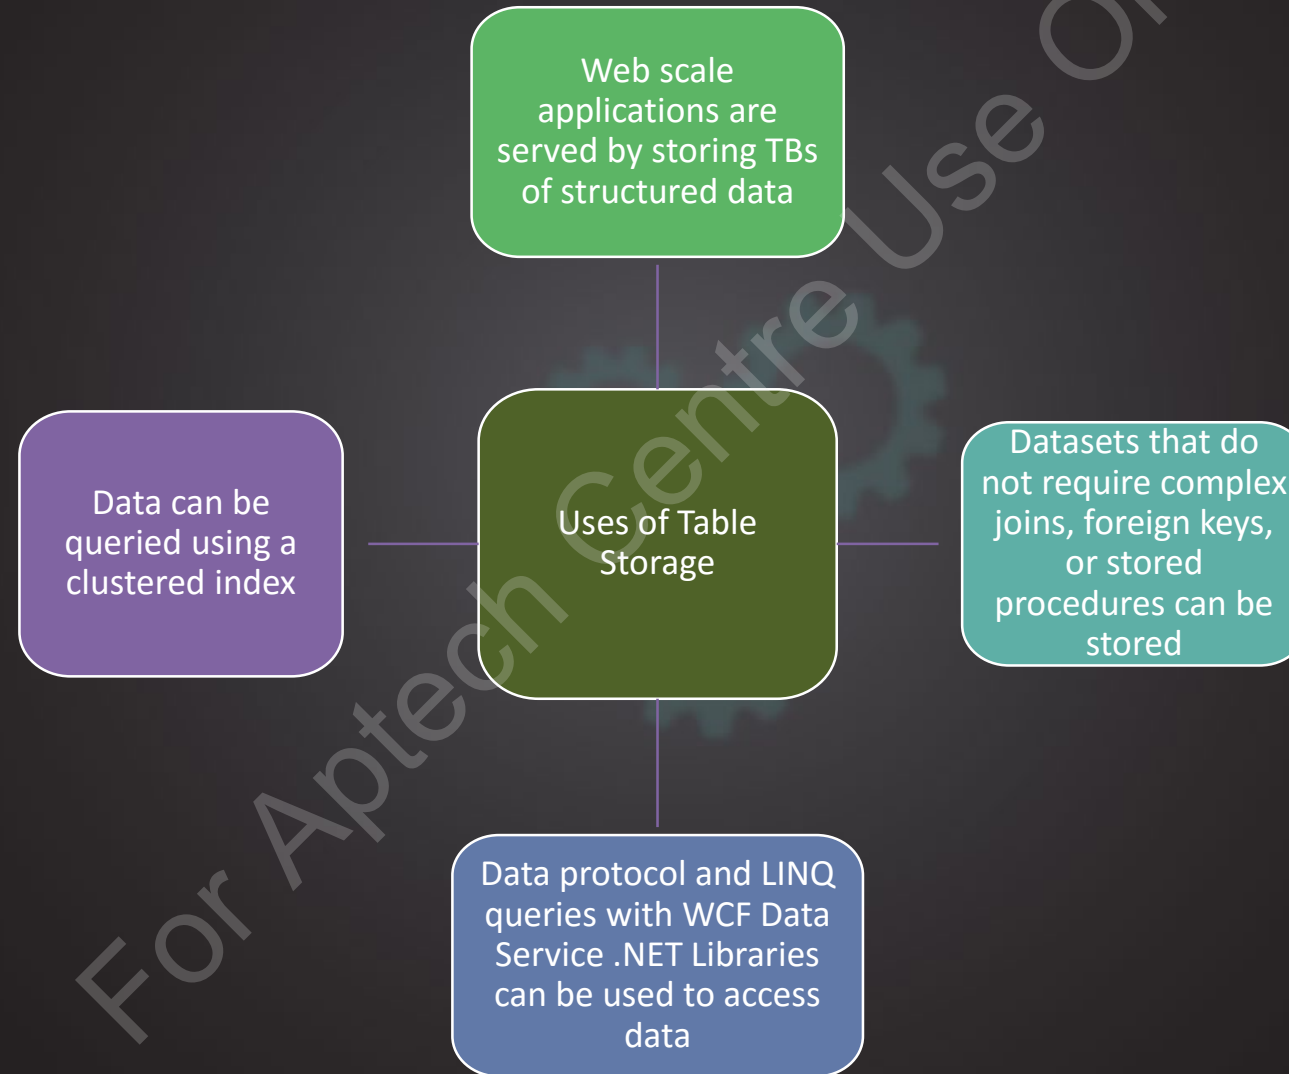 Web scale
applications are
served by storing TBs
of structured data
Data can be
queried using a
clustered index
Uses of Table
Storage
Datasets that do
not require complex
joins, foreign keys,
or stored
procedures can be
stored
Data protocol and LINQ
queries with WCF Data
Service .NET Libraries
can be used to access
data
For Aptech Centre Use